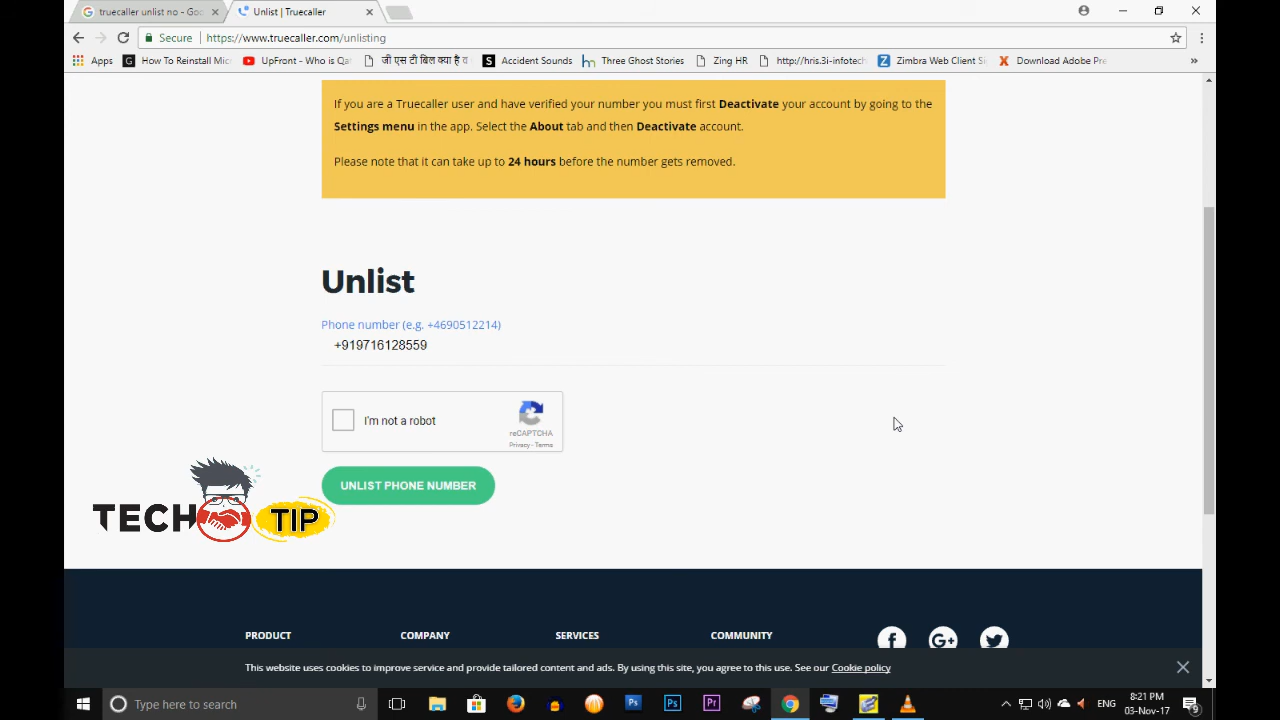 truecaller unlist no - Goo
Unlist | Truecaller
Secure
https://www.truecaller.com/unlisting
Apps
How To Reinstall Mic
UpFront - Who is Qa
जी एस टी बिल क्या है
Accident Sounds
Three Ghost Stories
Zing HR
http://hris.3i-infotech
Zimbra Web Client Si
Download Adobe Pre
»
If you are a Truecaller user and have verified your number you must first Deactivate your account by going to the
Settings menu in the app. Select the About tab and then Deactivate account.
Please note that it can take up to 24 hours before the number gets removed.
Unlist
Phone number (e.g. +4690512214)
+919716128559
I'm not a robot
reCAPTCHA
Privacy - Terms
UNLIST PHONE NUMBER
TECH TIP
PRODUCT
COMPANY
SERVICES
COMMUNITY
This website uses cookies to improve service and provide tailored content and ads. By using this site, you agree to this use. See our Cookie policy
Type here to search
ENG
8:21 PM
03-Nov-17